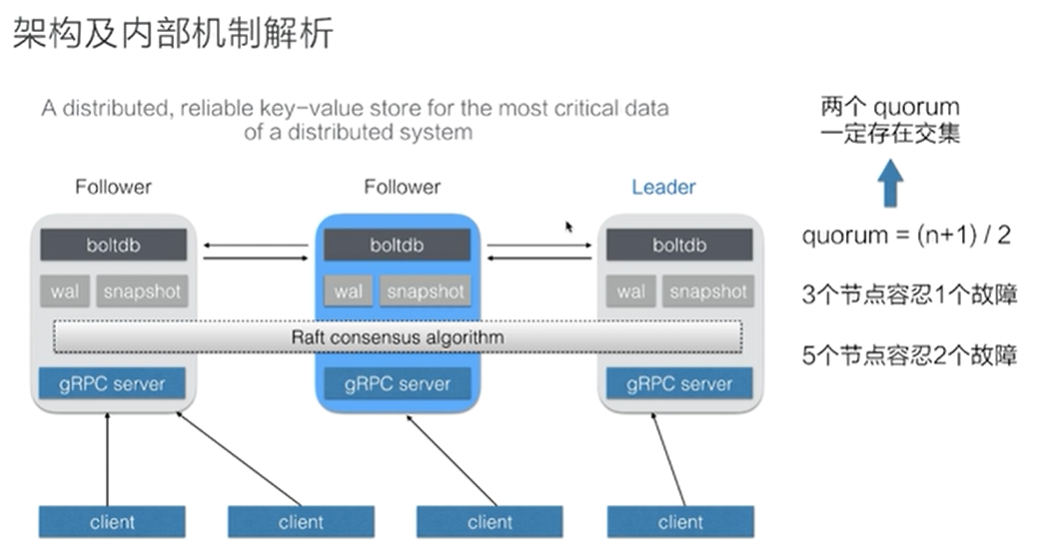 架构及内部机制解析
A distributed, reliable key-value store for the most critical data
of a distributed system
两个 quorum
一定存在交集
Follower
Follower
Leader
quorum = (n+1) / 2
3个节点容忍1个故障
5个节点容忍2个故障
boltdb
boltdb
boltdb
wal
snapshot
wal
snapshot
wal
snapshot
Raft consensus algorithm
gRPC server
gRPC server
gRPC server
client
client
client
client